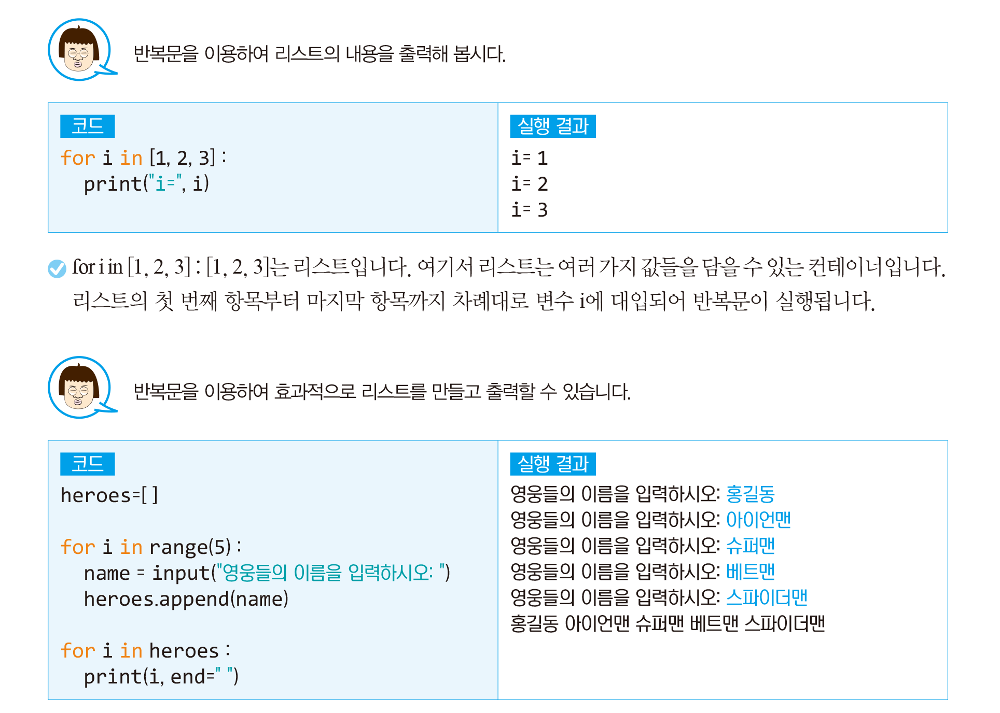 반복문을 이용하여 리스트의 내용을 출력해 봅시다.
코드
for i in [1, 2, 3] :
print("i=", i)
실행 결과
i= 1
i= 2
i= 3
for i in [1, 2, 3] : [1, 2, 3]는 리스트입니다. 여기서 리스트는 여러 가지 값들을 담을 수 있는 컨테이너입니다.
리스트의 첫 번째 항목부터 마지막 항목까지 차례대로 변수 i에 대입되어 반복문이 실행됩니다.
반복문을 이용하여 효과적으로 리스트를 만들고 출력할 수 있습니다.
코드
heroes=[ ]
for i in range(5) :
name = input("영웅들의 이름을 입력하시오: ")
heroes.append(name)
for i in heroes :
print(i, end=" ")
실행 결과
영웅들의 이름을 입력하시오: 홍길동
영웅들의 이름을 입력하시오: 아이언맨
영웅들의 이름을 입력하시오: 슈퍼맨
영웅들의 이름을 입력하시오: 베트맨
영웅들의 이름을 입력하시오: 스파이더맨
홍길동 아이언맨 슈퍼맨 베트맨 스파이더맨